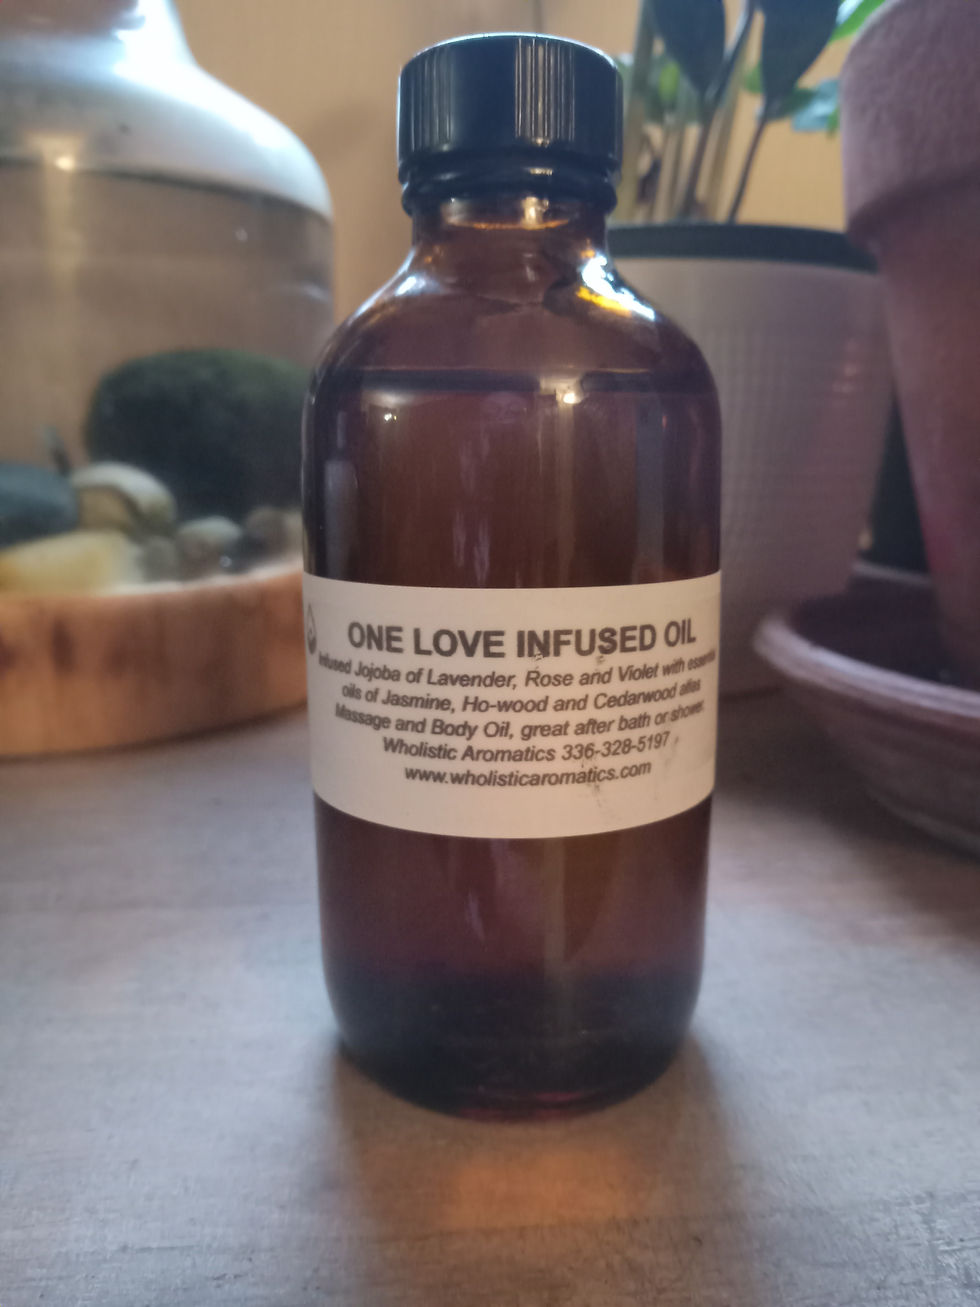 ONE LOVE INFUSED OIL
Infused Jojoba of Lavender, Rose and Violet with essential
oils of Jasmine, Ho-wood and Cedarwood atlas
Massage and Body Oil, great after bath or shower.
Wholistic Aromatics 336-328-5197
www.wholisticaromatics.com